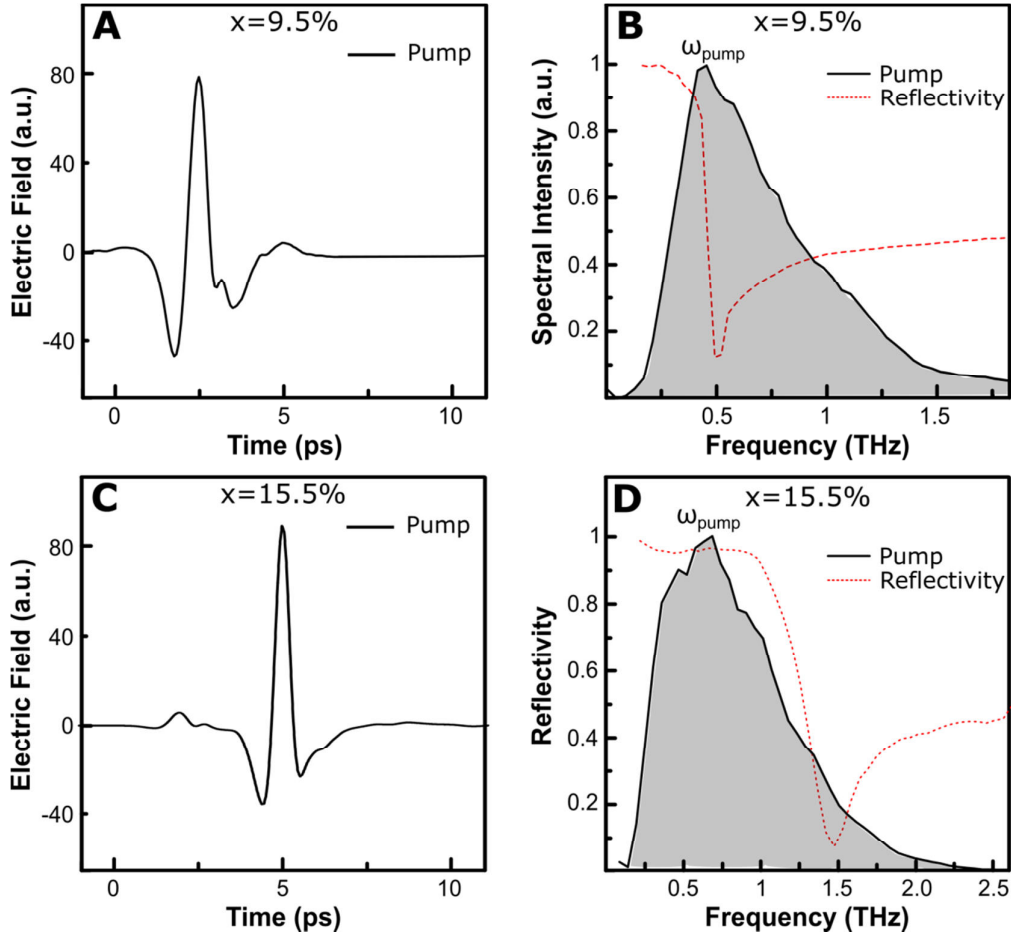 A
x=9.5%
Pump
Electric Field (a.u.)
80
40
0
-40
0
5
10
Time (ps)
B
x=9.5%
ωpump
Pump
Reflectivity
Spectral Intensity (a.u.)
1
0.8
0.6
0.4
0.2
0.5
1
1.5
Frequency (THz)
C
x=15.5%
Pump
Electric Field (a.u.)
80
40
0
-40
0
5
10
Time (ps)
D
x=15.5%
ωpump
Pump
Reflectivity
Reflectivity
1
0.8
0.6
0.4
0.2
0.5
1
1.5
2.0
2.5
Frequency (THz)